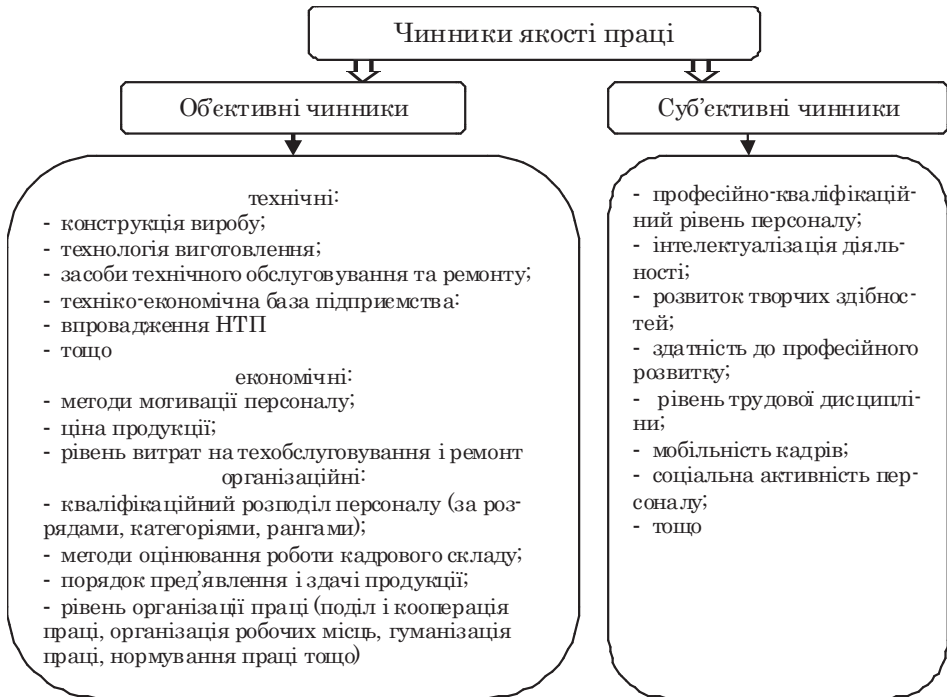 Чинники якості праці
Об'єктивні чинники
технічні:
- конструкція виробу;
- технологія виготовлення;
- засоби технічного обслуговування та ремонту;
- техніко-економічна база підприємства:
- впровадження НТП
- тощо
економічні:
- методи мотивації персоналу;
- ціна продукції;
- рівень витрат на техобслуговування і ремонт
організаційні:
- кваліфікаційний розподіл персоналу (за роз-
рядами, категоріями, рангами);
- методи оцінювання роботи кадрового складу;
- порядок пред’явлення і здачі продукції;
- рівень організації праці (поділ і кооперація
праці, організація робочих місць, гуманізація
праці, нормування праці тощо)
Суб’єктивні чинники
- професійно-кваліфікацій-
ний рівень персоналу;
- інтелектуалізація діяль-
ності;
- розвиток творчих здібнос-
тей;
- здатність до професійного
розвитку;
- рівень трудової дисциплі-
ни;
- мобільність кадрів;
- соціальна активність пер-
соналу;
- тощо